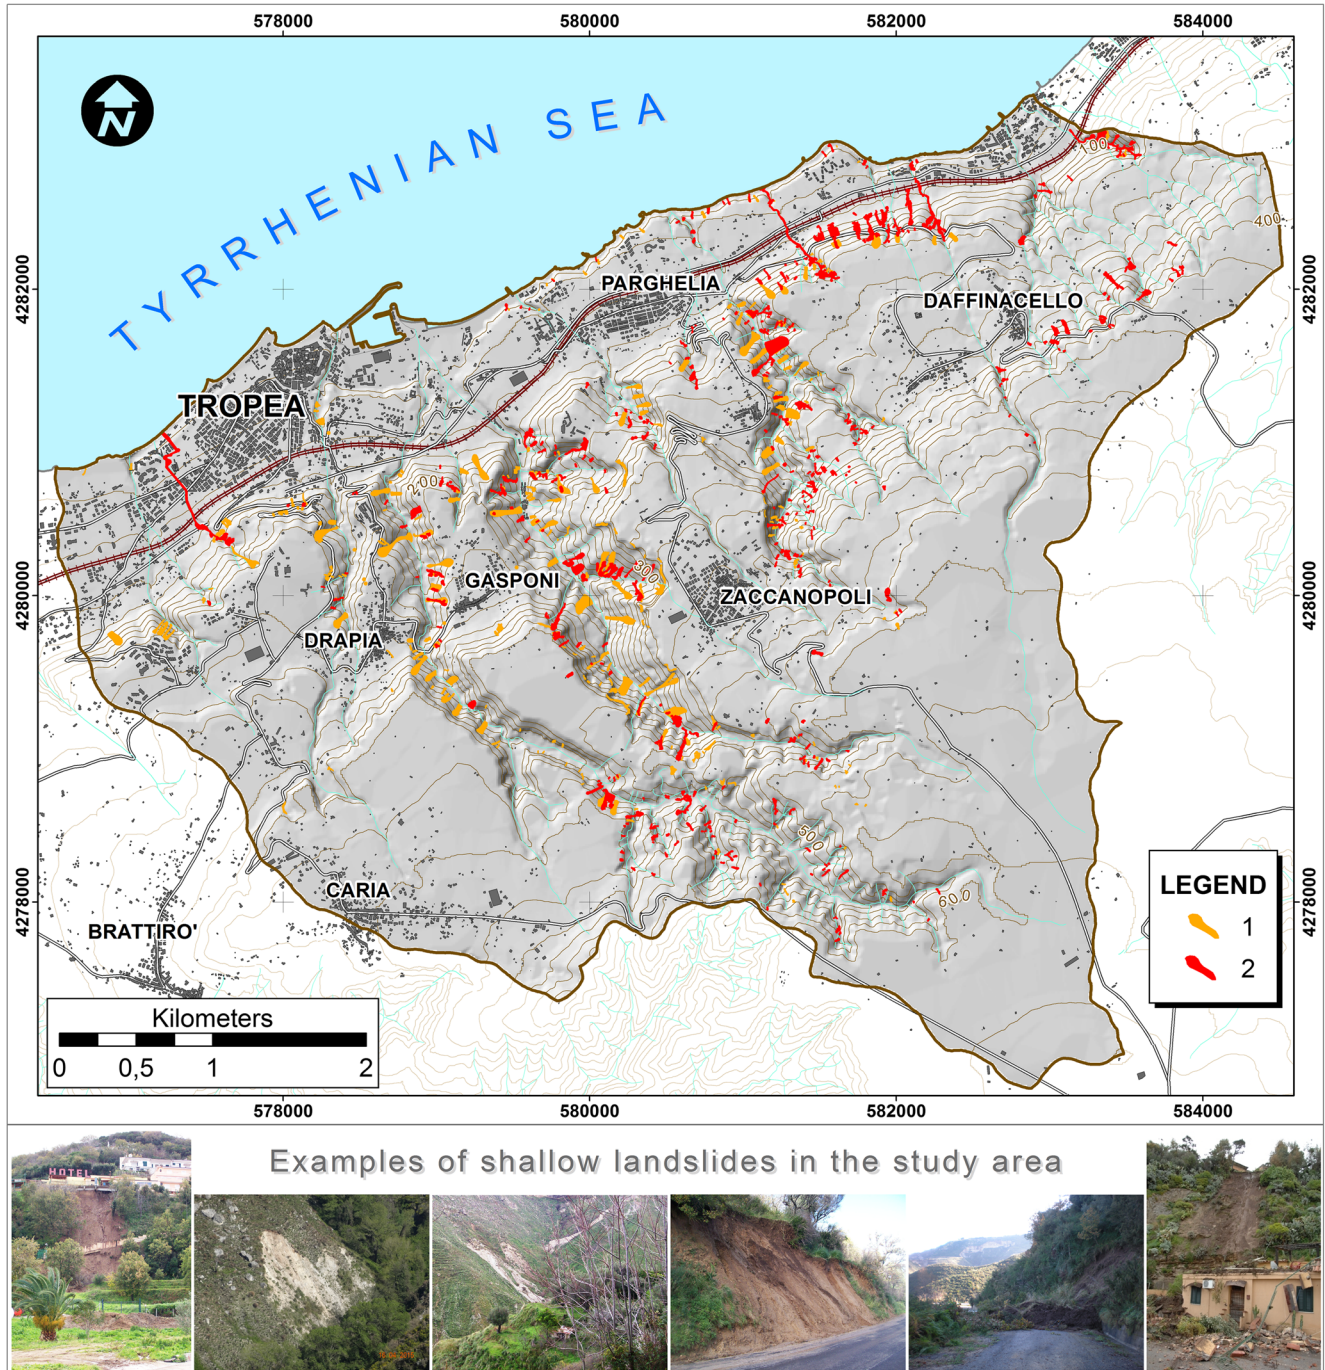 578000
580000
582000
584000
N
TYRRHENIAN SEA
100
400
4282000
4282000
PARGHELIA
DAFFINACELLO
TROPEA
200
4280000
4280000
300
GASPONI
ZACCANOPOLI
DRAPIA
500
4278000
4278000
CARIA
600
BRATTIRO'
LEGEND
1
2
Kilometers
0 0,5 1 2
578000
580000
582000
584000
Examples of shallow landslides in the study area
HOTEL